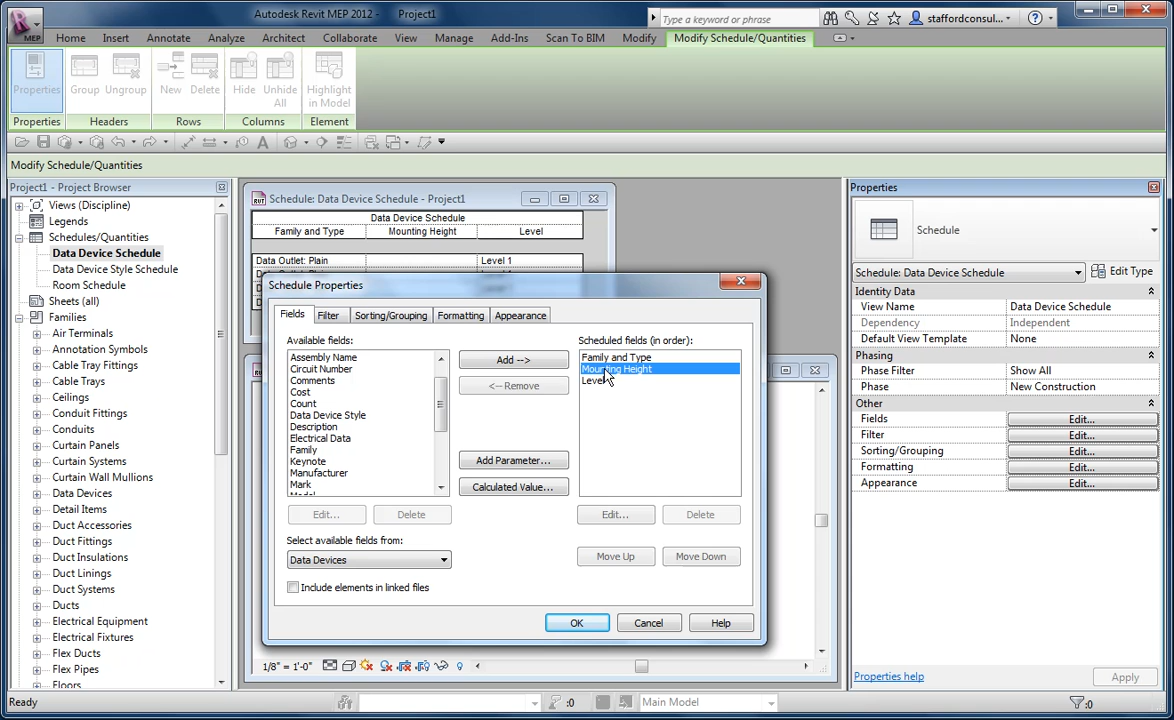 Autodesk Revit MEP 2012 - Project1
Type a keyword or phrase
staffordconsul...
MEP
Home Insert Annotate Analyze Architect Collaborate View Manage Add-Ins Scan To BIM Modify Modify Schedule/Quantities
Properties Group Ungroup New Delete Hide Unhide All Highlight in Model
Properties Headers Rows Columns Element
Modify Schedule/Quantities
Project1 - Project Browser
Views (Discipline)
Legends
Schedules/Quantities
Data Device Schedule
Data Device Style Schedule
Room Schedule
Sheets (all)
Families
Air Terminals
Annotation Symbols
Cable Tray Fittings
Cable Trays
Ceilings
Conduit Fittings
Conduits
Curtain Panels
Curtain Systems
Curtain Wall Mullions
Data Devices
Detail Items
Duct Accessories
Duct Fittings
Duct Insulations
Duct Linings
Duct Systems
Ducts
Electrical Equipment
Electrical Fixtures
Flex Ducts
Flex Pipes
Floors
RVT
Schedule: Data Device Schedule - Project1
Data Device Schedule
Family and Type Mounting Height Level
Data Outlet: Plain Level 1
Schedule Properties
Fields Filter Sorting/Grouping Formatting Appearance
Available fields:
Assembly Name
Circuit Number
Comments
Cost
Count
Data Device Style
Description
Electrical Data
Family
Keynote
Manufacturer
Mark
Model
Add -->
<-- Remove
Add Parameter...
Calculated Value...
Scheduled fields (in order):
Family and Type
Mounting Height
Level
Edit... Delete
Edit... Delete
Select available fields from:
Data Devices
Move Up Move Down
Include elements in linked files
OK Cancel Help
1/8" = 1'-0"
Properties
Schedule
Schedule: Data Device Schedule Edit Type
Identity Data
View Name Data Device Schedule
Dependency Independent
Default View Template None
Phasing
Phase Filter Show All
Phase New Construction
Other
Fields Edit...
Filter Edit...
Sorting/Grouping Edit...
Formatting Edit...
Appearance Edit...
Properties help Apply
Ready :0 Main Model :0